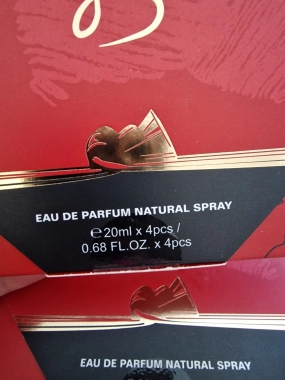 EAU DE PARFUM NATURAL SPRAY
℮20ml x 4pcs /
0.68 FL.OZ. x 4pcs
EAU DE PARFUM NATURAL SPRAY